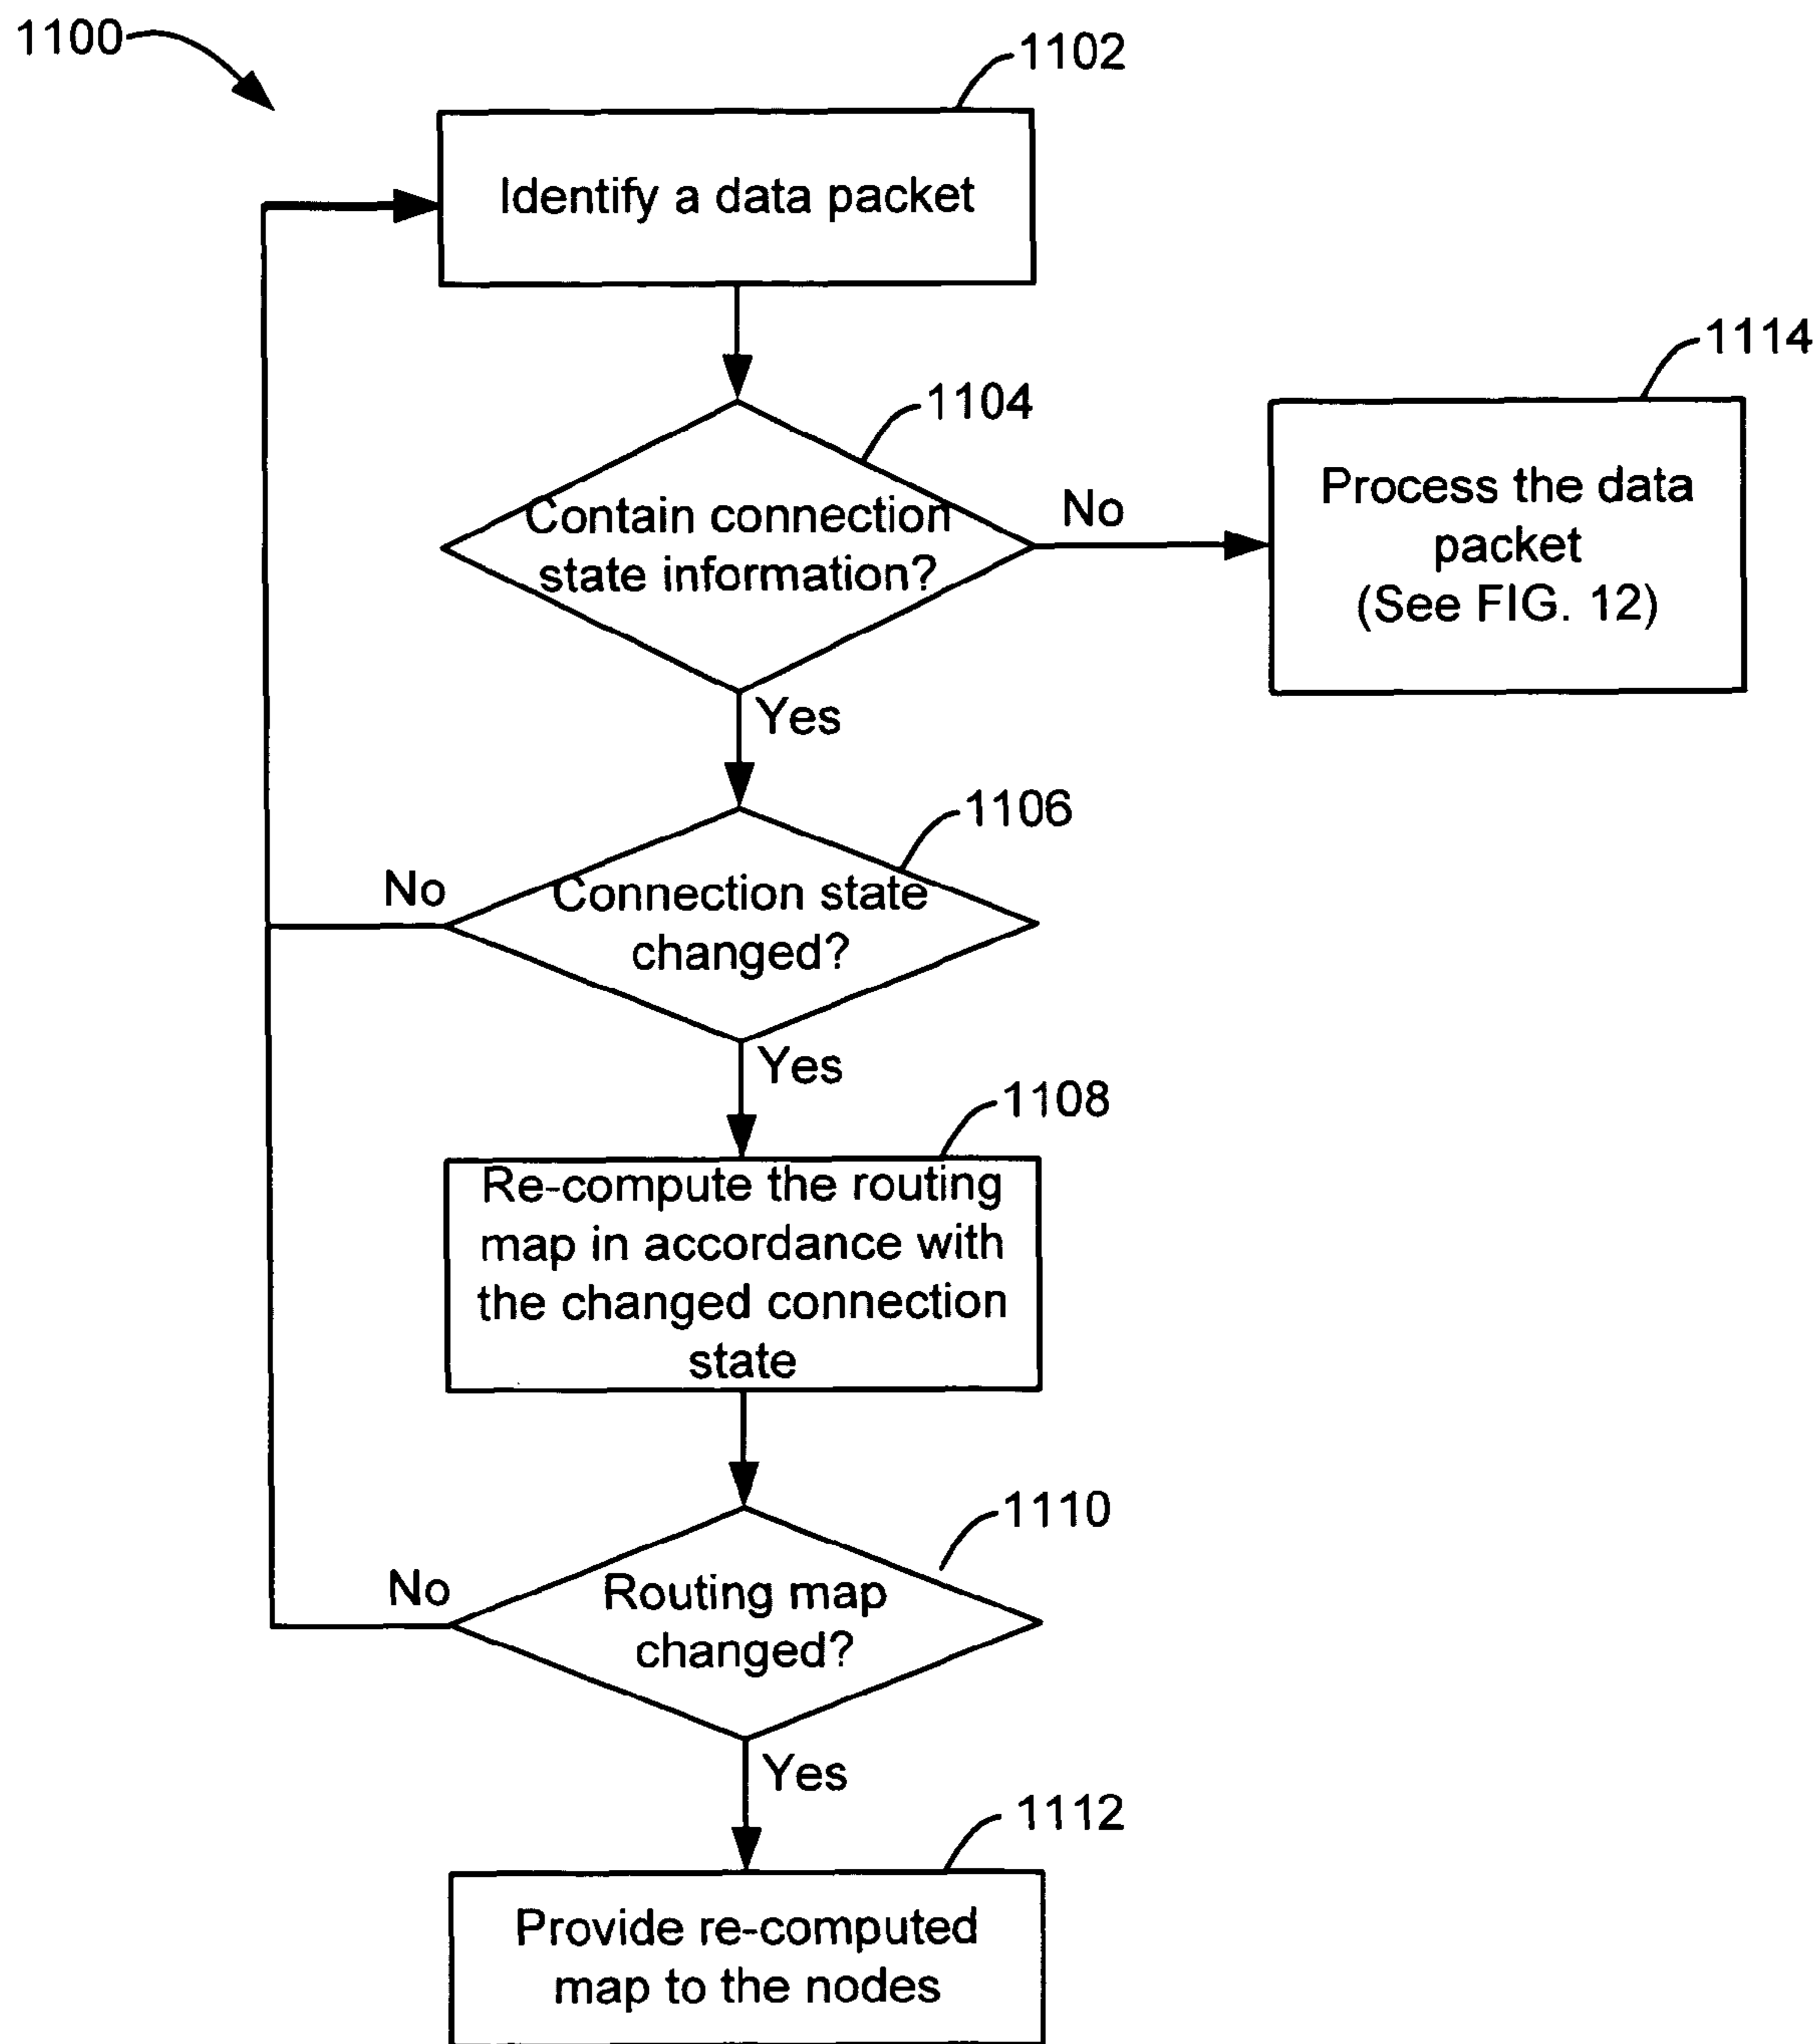 1100
1102
Identify a data packet
1114
1104
Contain connection
state information?
No
Process the data
packet
(See FIG. 12)
Yes
1106
No
Connection state
changed?
Yes
1108
Re-compute the routing
map in accordance with
the changed connection
state
1110
No
Routing map
changed?
Yes
1112
Provide re-computed
map to the nodes